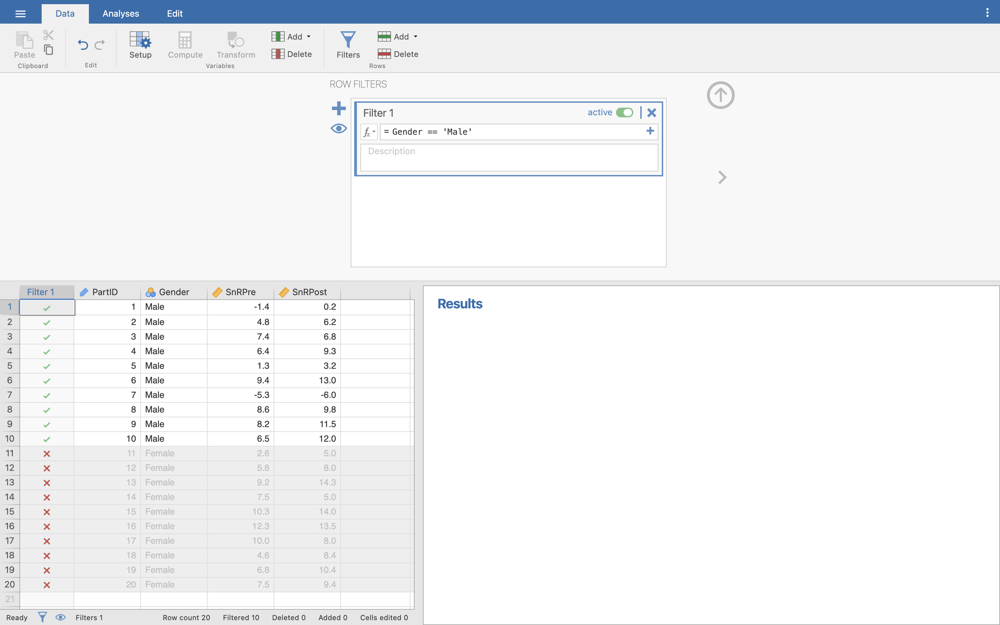 Data Analyses Edit
Paste
Clipboard
Edit
Setup Compute Transform
Add
Delete
Variables
Filters
Add
Delete
Rows
ROW FILTERS
Filter 1 active
fx = Gender == 'Male'
Description
Filter 1 PartID Gender SnRPre SnRPost
1 1 Male -1.4 0.2
2 2 Male 4.8 6.2
3 3 Male 7.4 6.8
4 4 Male 6.4 9.3
5 5 Male 1.3 3.2
6 6 Male 9.4 13.0
7 7 Male -5.3 -6.0
8 8 Male 8.6 9.8
9 9 Male 8.2 11.5
10 10 Male 6.5 12.0
11 11 Female 2.6 5.0
12 12 Female 5.8 8.0
13 13 Female 9.2 14.3
14 14 Female 7.5 5.0
15 15 Female 10.3 14.0
16 16 Female 12.3 13.5
17 17 Female 10.0 8.0
18 18 Female 4.6 8.4
19 19 Female 6.8 10.4
20 20 Female 7.5 9.4
21
Ready Filters 1 Row count 20 Filtered 10 Deleted 0 Added 0 Cells edited 0
Results